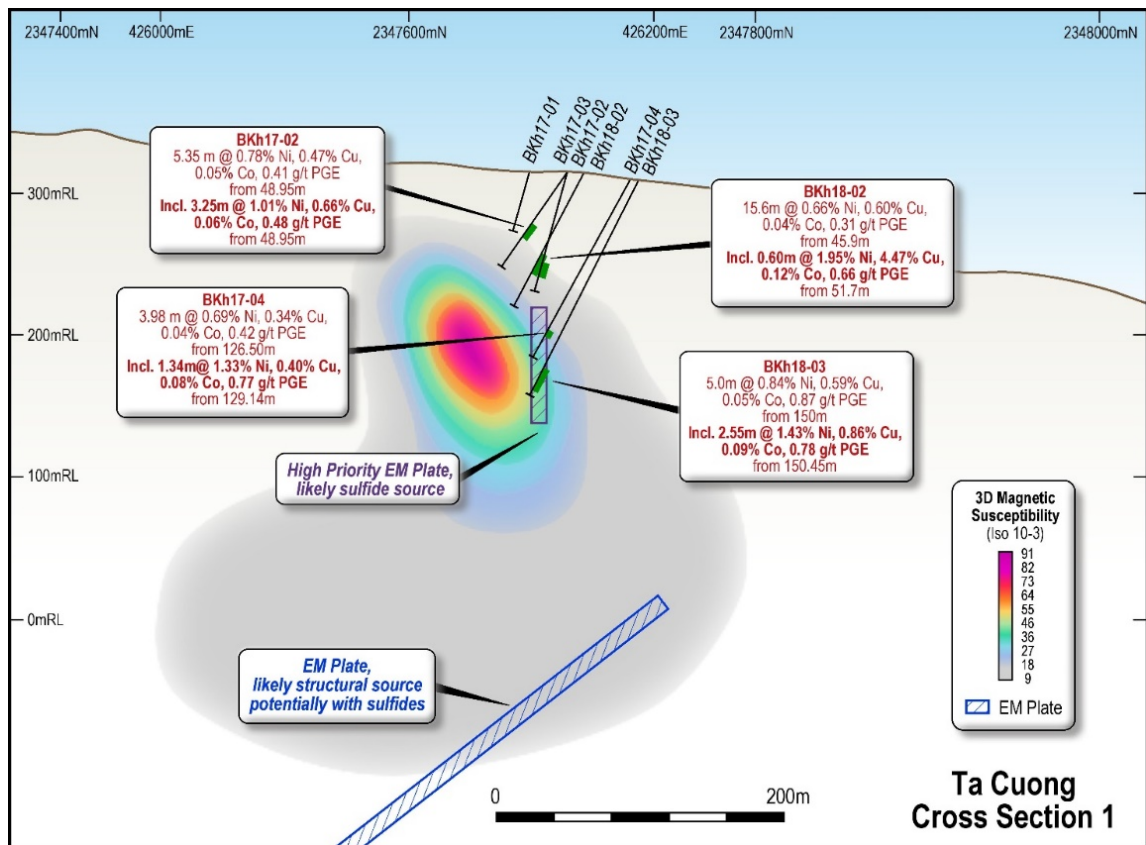 2347400mN 426000mE 2347600mN 426200mE 2347800mN 2348000mN
BKh17-01
BKh17-03
BKh17-02
BKh18-02
BKh17-04
BKh18-03
300mRL
200mRL
100mRL
0mRL
BKh17-02
5.35 m @ 0.78% Ni, 0.47% Cu,
0.05% Co, 0.41 g/t PGE
from 48.95m
Incl. 3.25m @ 1.01% Ni, 0.66% Cu,
0.06% Co, 0.48 g/t PGE
from 48.95m
BKh18-02
15.6m @ 0.66% Ni, 0.60% Cu,
0.04% Co, 0.31 g/t PGE
from 45.9m
Incl. 0.60m @ 1.95% Ni, 4.47% Cu,
0.12% Co, 0.66 g/t PGE
from 51.7m
BKh17-04
3.98 m @ 0.69% Ni, 0.34% Cu,
0.04% Co, 0.42 g/t PGE
from 126.50m
Incl. 1.34m@ 1.33% Ni, 0.40% Cu,
0.08% Co, 0.77 g/t PGE
from 129.14m
BKh18-03
5.0m @ 0.84% Ni, 0.59% Cu,
0.05% Co, 0.87 g/t PGE
from 150m
Incl. 2.55m @ 1.43% Ni, 0.86% Cu,
0.09% Co, 0.78 g/t PGE
from 150.45m
High Priority EM Plate,
likely sulfide source
EM Plate,
likely structural source
potentially with sulfides
3D Magnetic
Susceptibility
(Iso 10-3)
91
82
73
64
55
46
36
27
18
9
EM Plate
0 200m
Ta Cuong
Cross Section 1